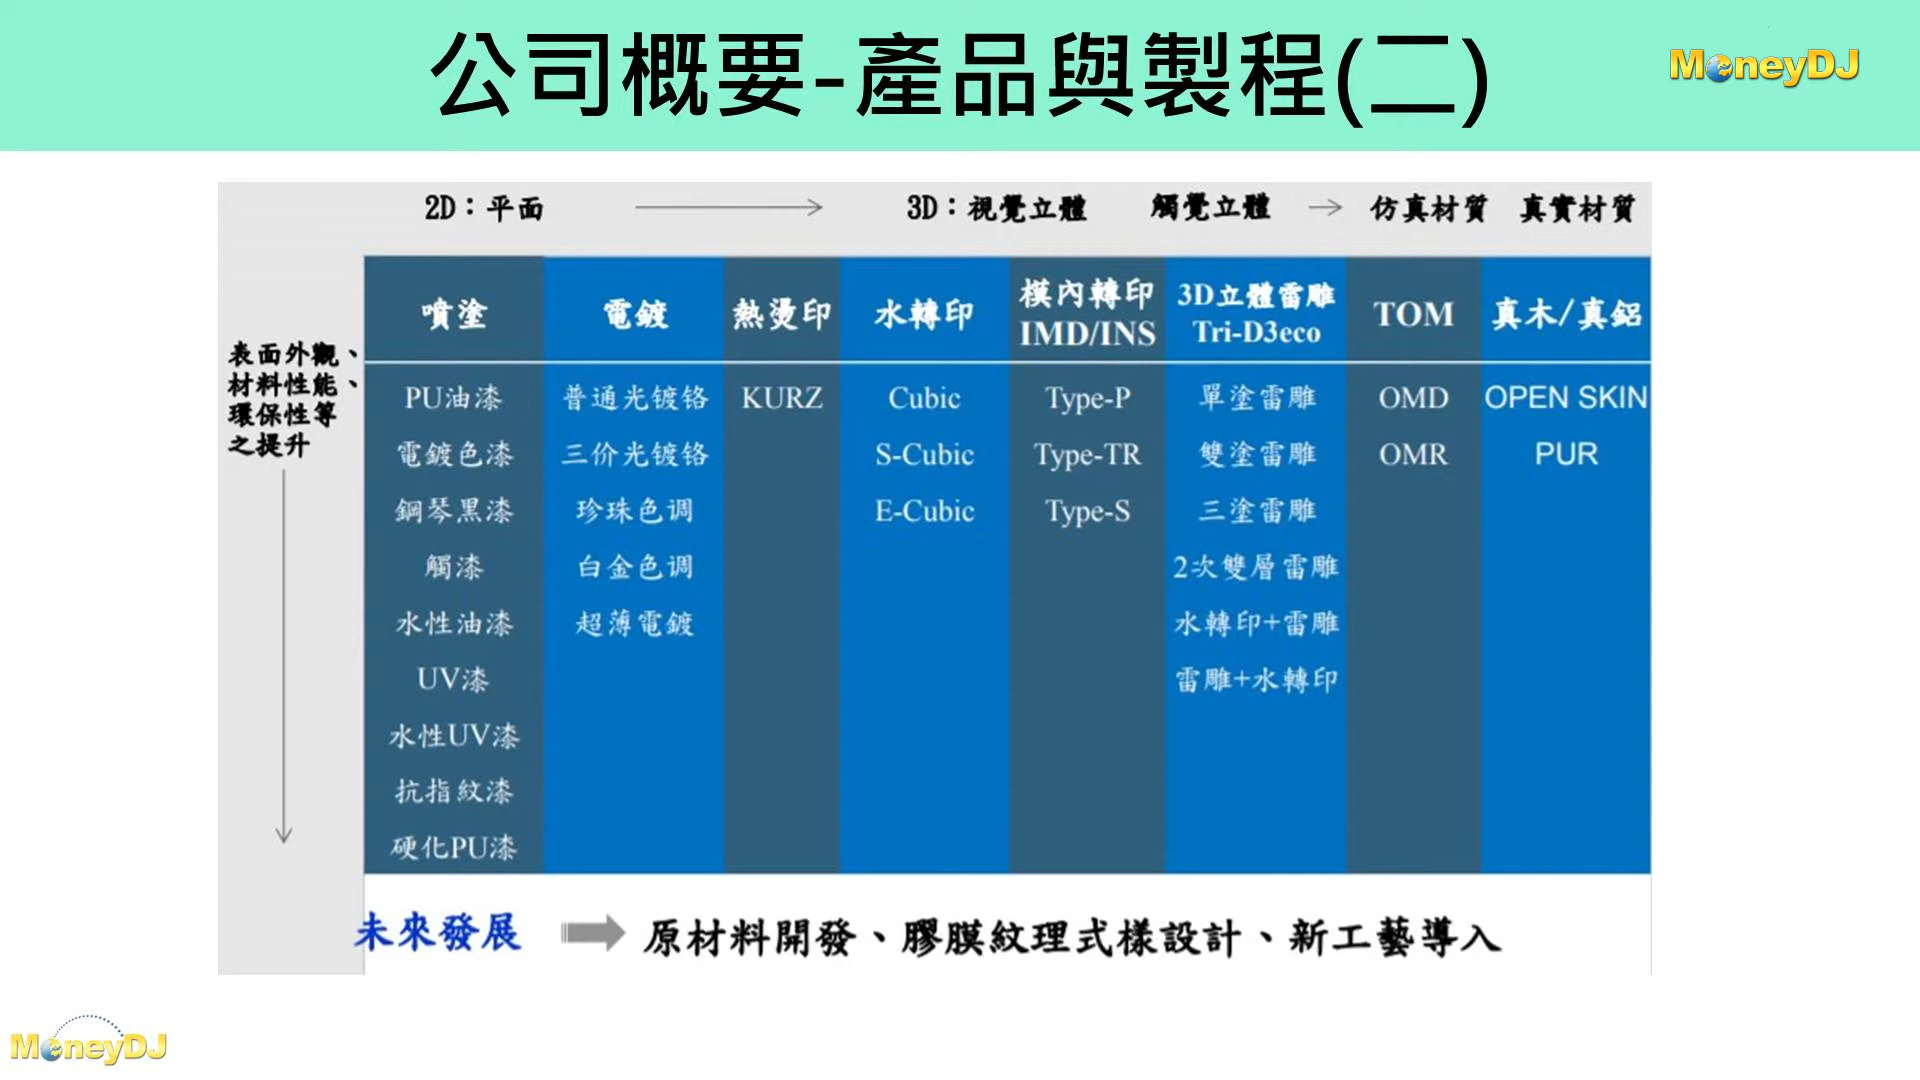 公司概要-產品與製程(二)
MoneyDJ
2D：平面 3D：視覺立體 觸覺立體 仿真材質 真實材質
表面外觀、
材料性能、
環保性等
之提升
噴塗 電鍍 熱燙印 水轉印 模內轉印 IMD/INS 3D立體雷雕 Tri-D3eco TOM 真木/真鋁
PU油漆 普通光镀铬 KURZ Cubic Type-P 單塗雷雕 OMD OPEN SKIN
電鍍色漆 三价光镀铬 S-Cubic Type-TR 雙塗雷雕 OMR PUR
鋼琴黑漆 珍珠色调 E-Cubic Type-S 三塗雷雕
觸漆 白金色调 2次雙層雷雕
水性油漆 超薄電鍍 水轉印+雷雕
UV漆 雷雕+水轉印
水性UV漆
抗指紋漆
硬化PU漆
未來發展 原材料開發、膠膜紋理式樣設計、新工藝導入
MoneyDJ